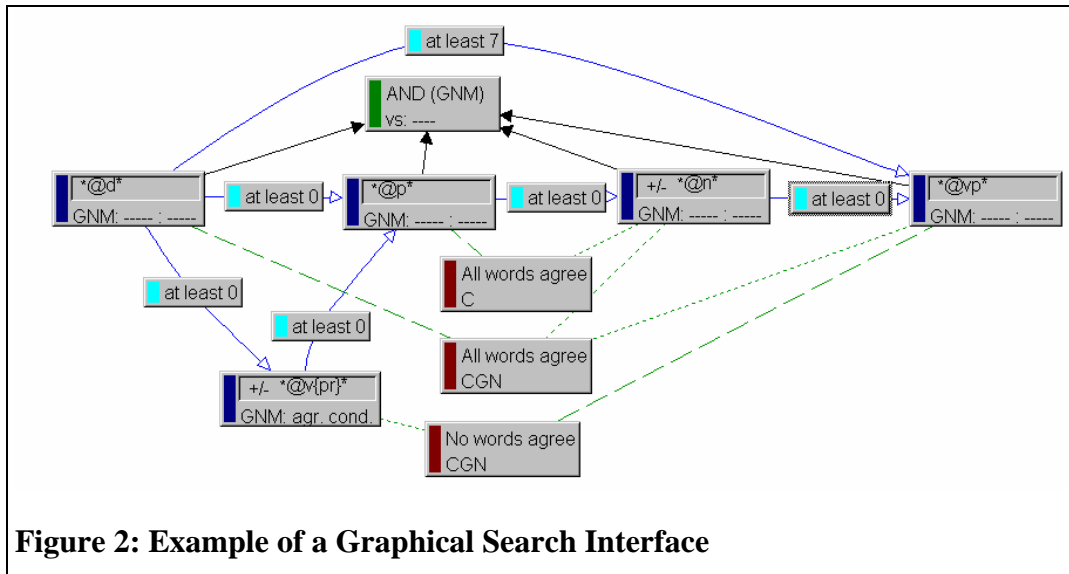 at least 7
AND (GNM)
vs: ----
*@d*
GNM: ----- : -----
at least 0
*@p*
GNM: ----- : -----
at least 0
+/- *@n*
GNM: ----- : -----
at least 0
*@vp*
GNM: ----- : -----
All words agree
C
at least 0
at least 0
All words agree
CGN
+/- *@v{pr}*
GNM: agr. cond.
No words agree
CGN
Figure 2: Example of a Graphical Search Interface